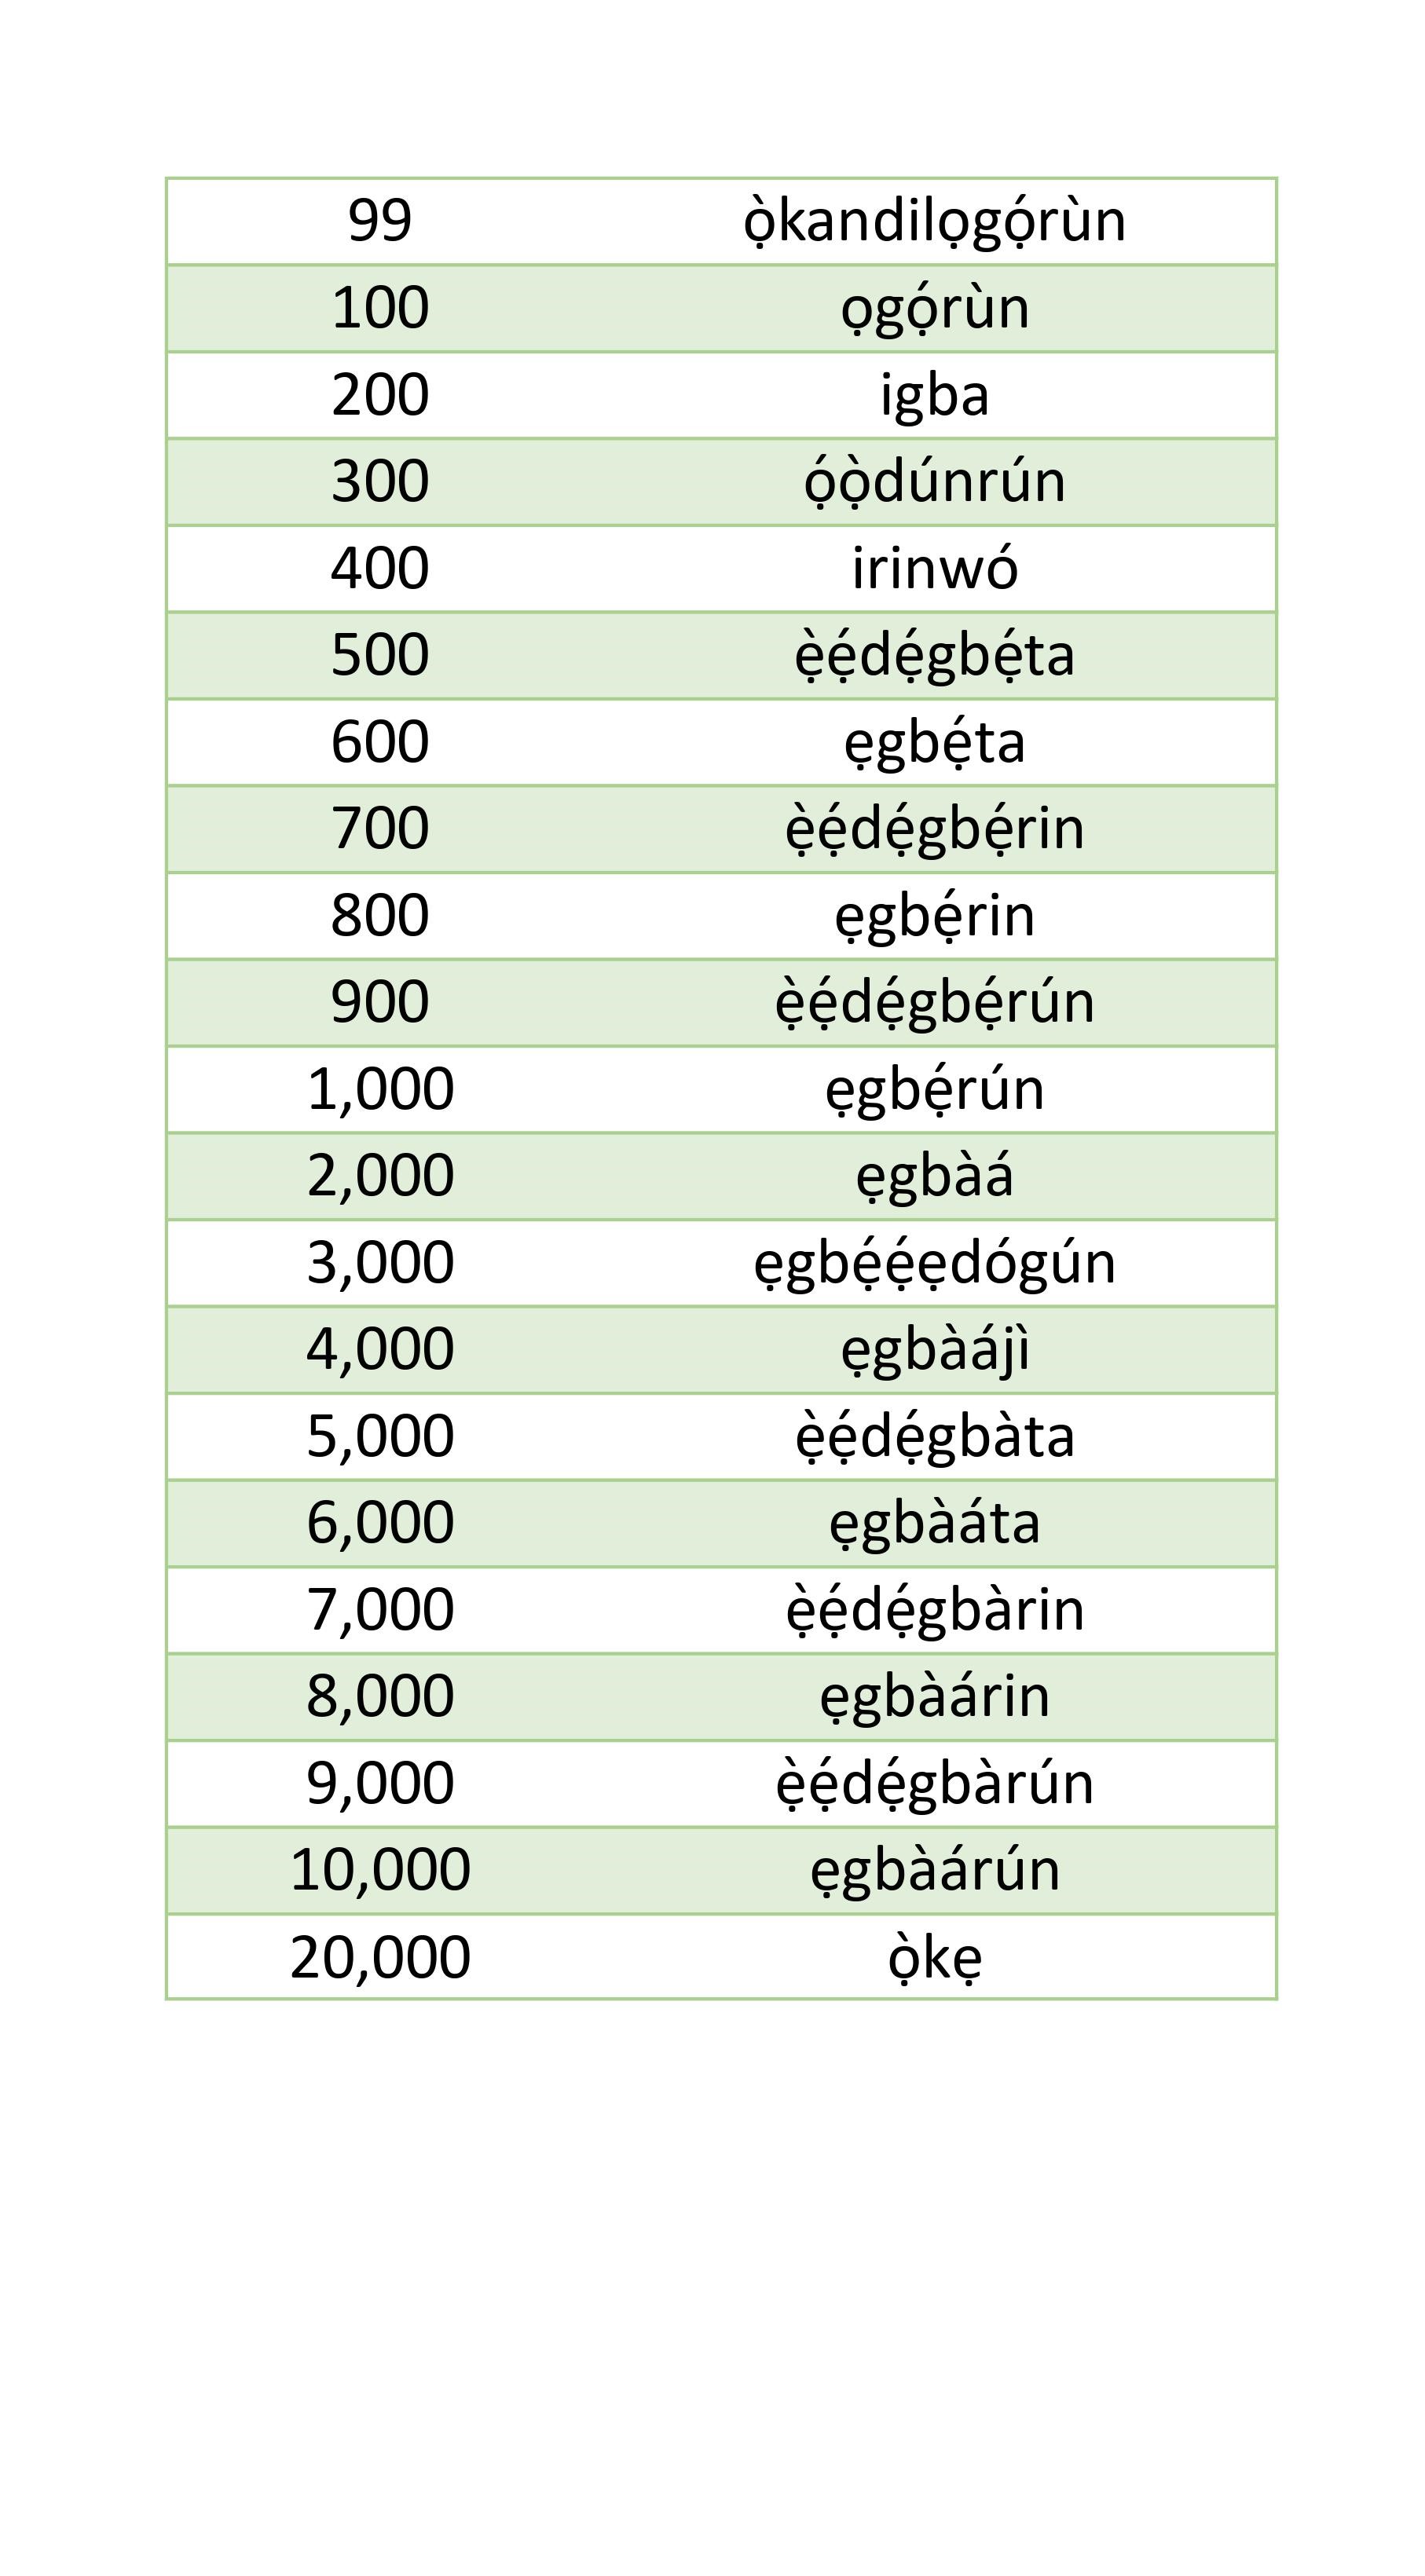 99 ọ̀kandilọgọ́rùn
100 ọgọ́rùn
200 igba
300 ọ́ọ̀dúnrún
400 irinwó
500 ẹ̀ẹ́dẹ́gbẹ́ta
600 ẹgbẹ́ta
700 ẹ̀ẹ́dẹ́gbẹ́rin
800 ẹgbẹ́rin
900 ẹ̀ẹ́dẹ́gbẹ́rún
1,000 ẹgbẹ́rún
2,000 ẹgbàá
3,000 ẹgbẹ́ẹ́ẹdógún
4,000 ẹgbàájì
5,000 ẹ̀ẹ́dẹ́gbàta
6,000 ẹgbàáta
7,000 ẹ̀ẹ́dẹ́gbàrin
8,000 ẹgbàárin
9,000 ẹ̀ẹ́dẹ́gbàrún
10,000 ẹgbàárún
20,000 ọ̀kẹ